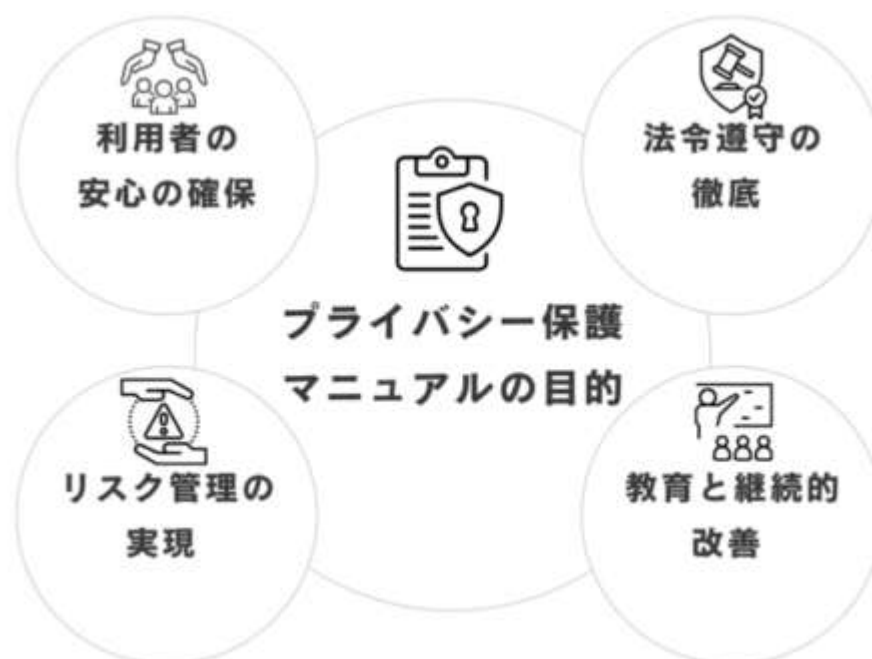 利用者の
安心の確保
法令遵守の
徹底
プライバシー保護
マニュアルの目的
リスク管理の
実現
教育と継続的
改善